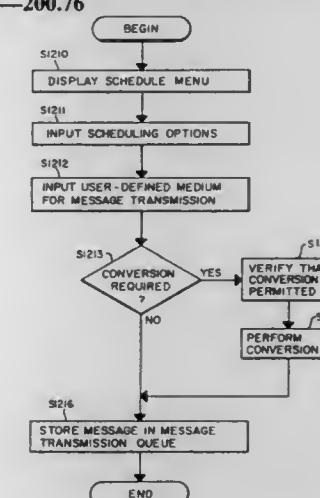 —200.76
BEGIN
S1210
DISPLAY SCHEDULE MENU
S1211
INPUT SCHEDULING OPTIONS
S1212
INPUT USER-DEFINED MEDIUM
FOR MESSAGE TRANSMISSION
S1213
CONVERSION
REQUIRED
?
YES
NO
VERIFY
CONVERSION
PERMITTED
PERFORM
CONVERSION
S1216
STORE MESSAGE IN MESSAGE
TRANSMISSION QUEUE
END